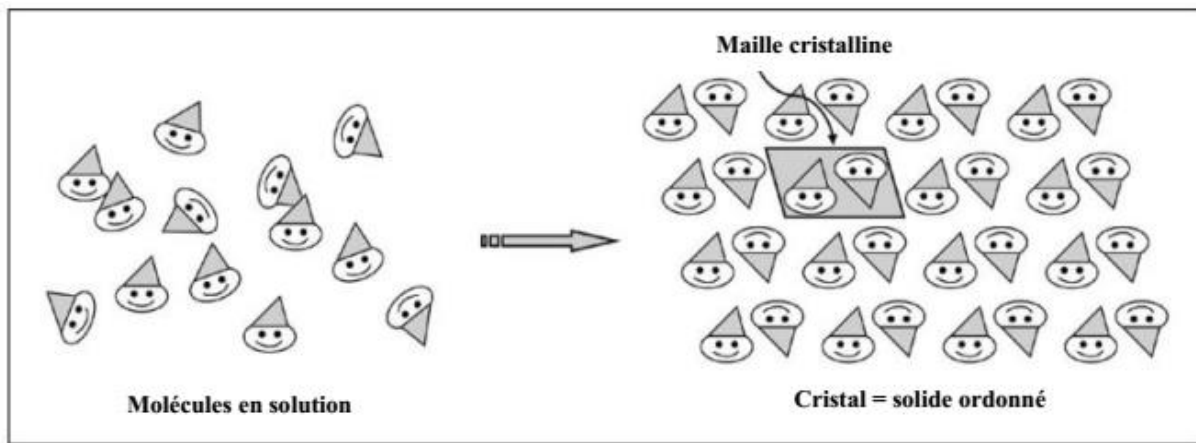 Maille cristalline
Molécules en solution
Cristal = solide ordonné